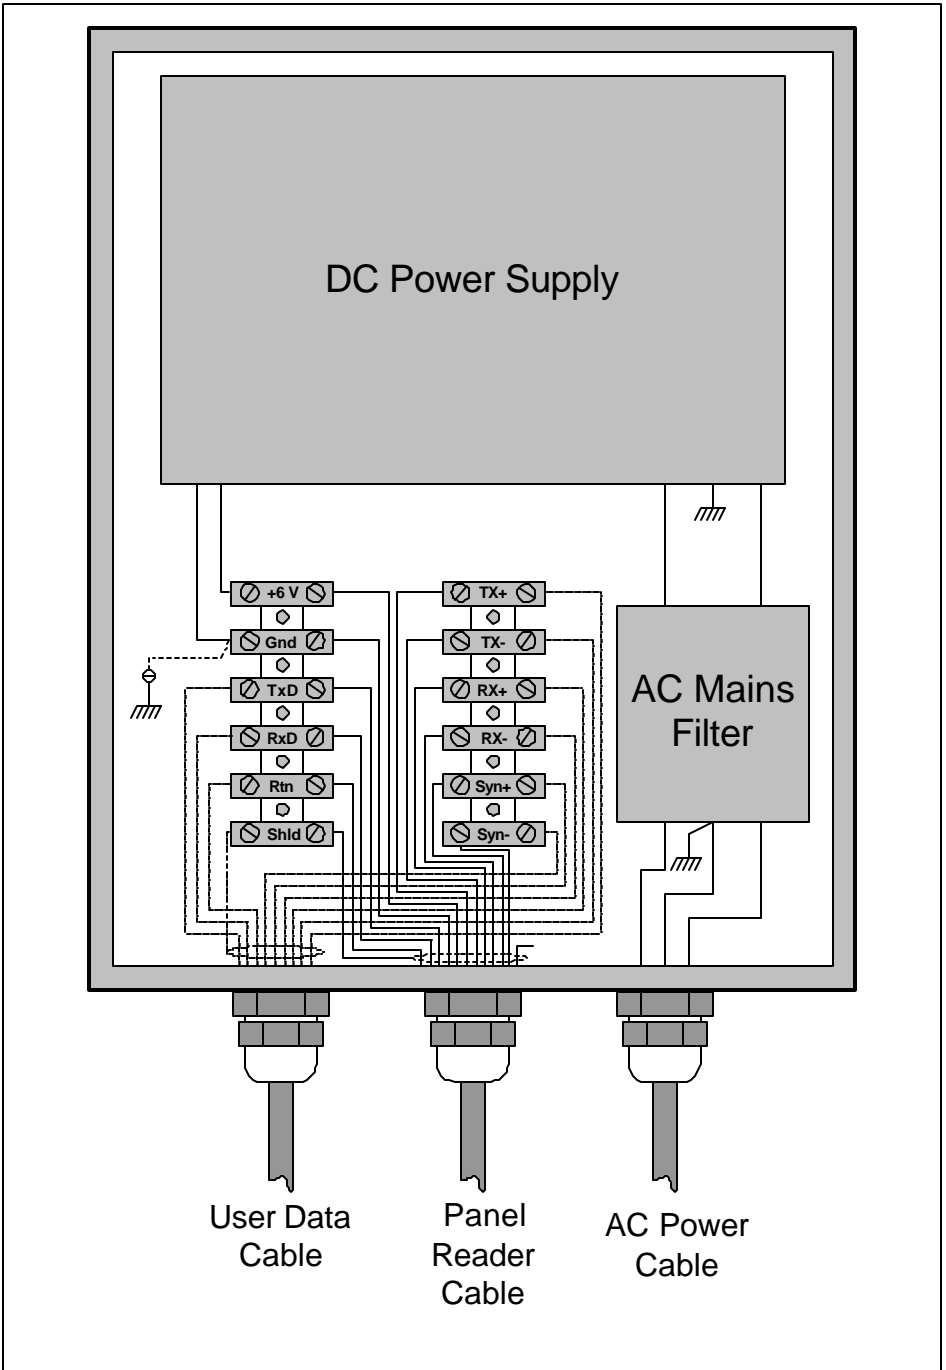 DC Power Supply
+6 V
Gnd
TxD
RxD
Rtn
Shld
TX+
TX-
RX+
RX-
Syn+
Syn-
AC Mains
Filter
User Data
Cable
Panel
Reader
Cable
AC Power
Cable